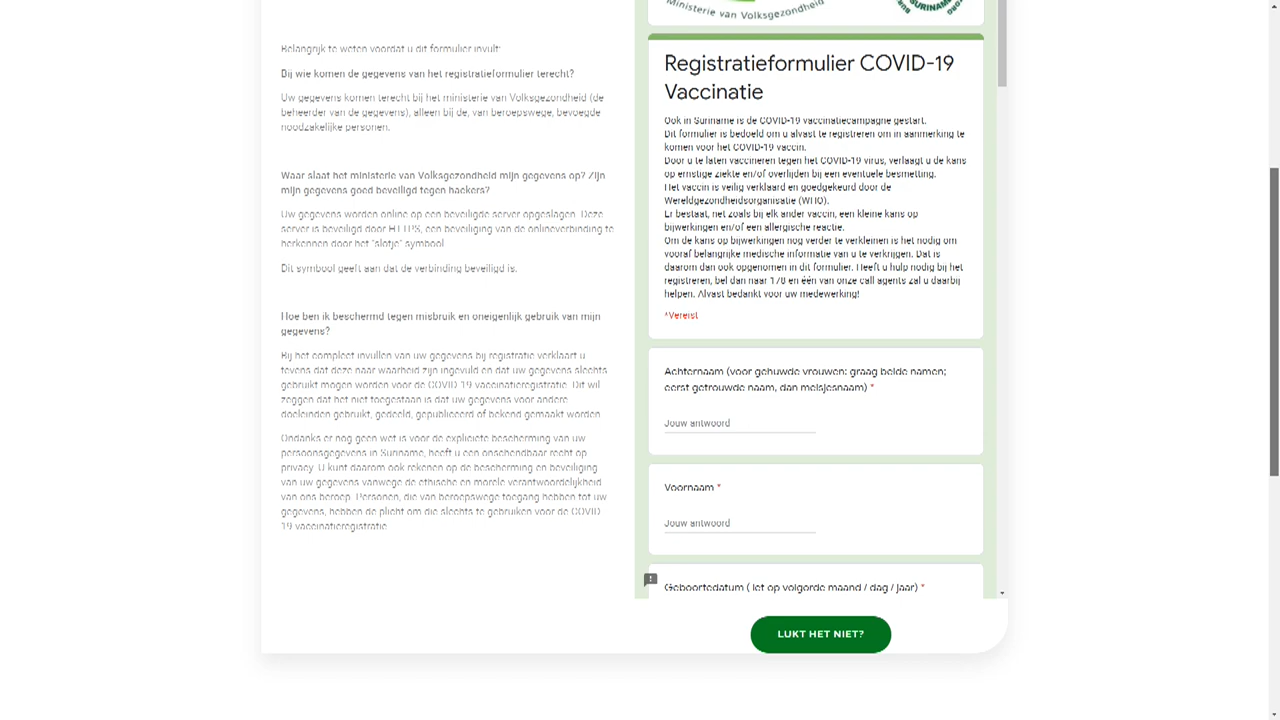 Belangrijk te weten voordat u dit formulier invult:
Bij wie komen de gegevens van het registratieformulier terecht?
Uw gegevens komen terecht bij het ministerie van Volksgezondheid (de
beheerder van de gegevens), alleen bij de, van beroepswege, bevoegde
noodzakelijke personen.
Waar slaat het ministerie van Volksgezondheid mijn gegevens op? Zijn
mijn gegevens goed beveiligd tegen hackers?
Uw gegevens worden online op een beveiligde server opgeslagen. Deze
server is beveiligd door HTTPS, een beveiliging van de onlineverbinding te
herkennen door het "slotje" symbool
Dit symbool geeft aan dat de verbinding beveiligd is.
Hoe ben ik beschermd tegen misbruik en oneigenlijk gebruik van mijn
gegevens?
Bij het compleet invullen van uw gegevens bij registratie verklaart u
tevens dat deze naar waarheid zijn ingevuld en dat uw gegevens slechts
gebruikt mogen worden voor de COVID-19 vaccinatieregistratie. Dit wil
zeggen dat het niet toegestaan is dat uw gegevens voor andere
doeleinden gebruikt, gedeeld, gepubliceerd of bekend gemaakt worden
Ondanks er nog geen wet is voor de expliciete bescherming van uw
persoonsgegevens in Suriname, heeft u een onschendbaar recht op
privacy. U kunt daarom ook rekenen op de bescherming en beveiliging
van uw gegevens vanwege de ethische en morele verantwoordelijkheid
van ons beroep. Personen, die van beroepswege toegang hebben tot uw
gegevens, hebben de plicht om die slechts te gebruiken voor de COVID
19 vaccinatieregistratie
Ministerie van Volksgezondheid
SURINAME
Registratieformulier COVID-19
Vaccinatie
Ook in Suriname is de COVID-19 vaccinatiecampagne gestart.
Dit formulier is bedoeld om u alvast te registreren om in aanmerking te
komen voor het COVID-19 vaccin.
Door u te laten vaccineren tegen het COVID-19 virus, verlaagt u de kans
op ernstige ziekte en/of overlijden bij een eventuele besmetting.
Het vaccin is veilig verklaard en goedgekeurd door de
Wereldgezondheidsorganisatie (WHO).
Er bestaat, net zoals bij elk ander vaccin, een kleine kans op
bijwerkingen en/of een allergische reactie.
Om de kans op bijwerkingen nog verder te verkleinen is het nodig om
vooraf belangrijke medische informatie van u te verkrijgen. Dat is
daarom dan ook opgenomen in dit formulier. Heeft u hulp nodig bij het
registreren, bel dan naar 178 en één van onze call agents zal u daarbij
helpen. Alvast bedankt voor uw medewerking!
*Vereist
Achternaam (voor gehuwde vrouwen: graag beide namen;
eerst getrouwde naam, dan meisjesnaam) *
Jouw antwoord
Voornaam *
Jouw antwoord
Geboortedatum ( let op volgorde maand / dag / jaar) *
LUKT HET NIET?